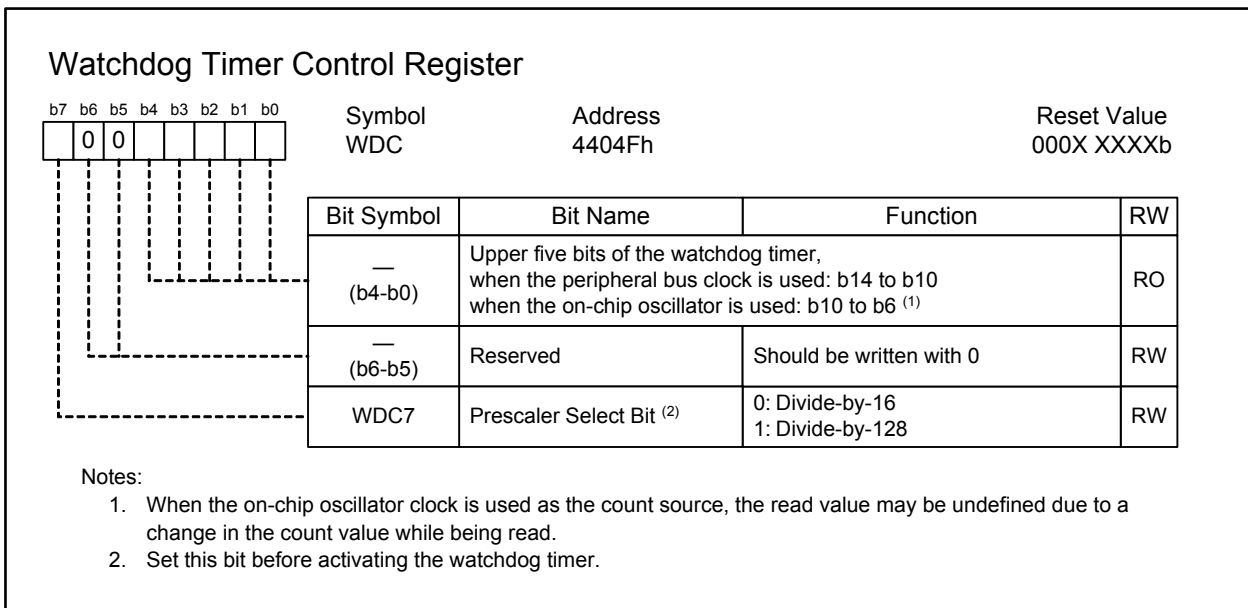 Watchdog Timer Control Register
b7 b6 b5 b4 b3 b2 b1 b0
0 0
Symbol Address Reset Value
WDC 4404Fh 000X XXXXb
Bit Symbol Bit Name Function RW
—
(b4-b0)
Upper five bits of the watchdog timer,
when the peripheral bus clock is used: b14 to b10
when the on-chip oscillator is used: b10 to b6 (1)
RO
—
(b6-b5)
Reserved
Should be written with 0
RW
WDC7
Prescaler Select Bit (2)
0: Divide-by-16
1: Divide-by-128
RW
Notes:
1. When the on-chip oscillator clock is used as the count source, the read value may be undefined due to a
change in the count value while being read.
2. Set this bit before activating the watchdog timer.